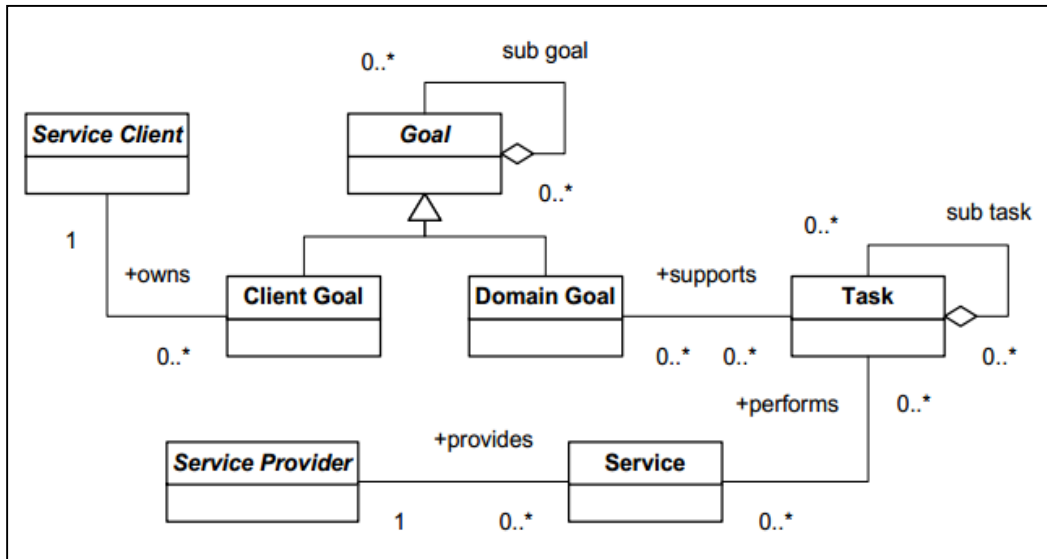 sub goal
0..*
Service Client
Goal
0..*
sub task
0..*
1
+owns
+supports
Client Goal
Domain Goal
Task
0..*
0..*
0..*
0..*
+performs
0..*
+provides
Service Provider
Service
1
0..*
0..*